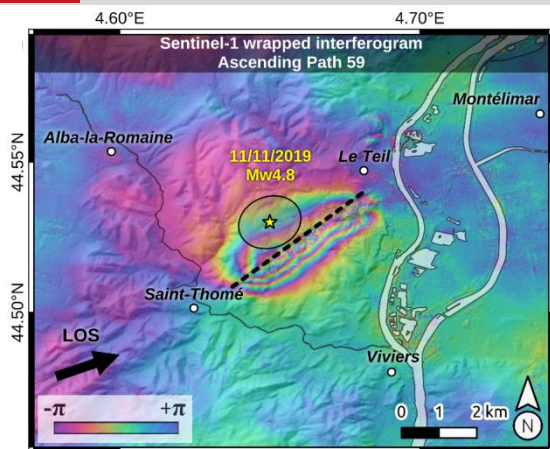 4.60°E 4.70°E
Sentinel-1 wrapped interferogram
Ascending Path 59
Montélimar
Alba-la-Romaine
44.55°N
11/11/2019
Mw4.8
Le Teil
44.50°N
Saint-Thomé
LOS
Viviers
-π +π
0 1 2 km
N